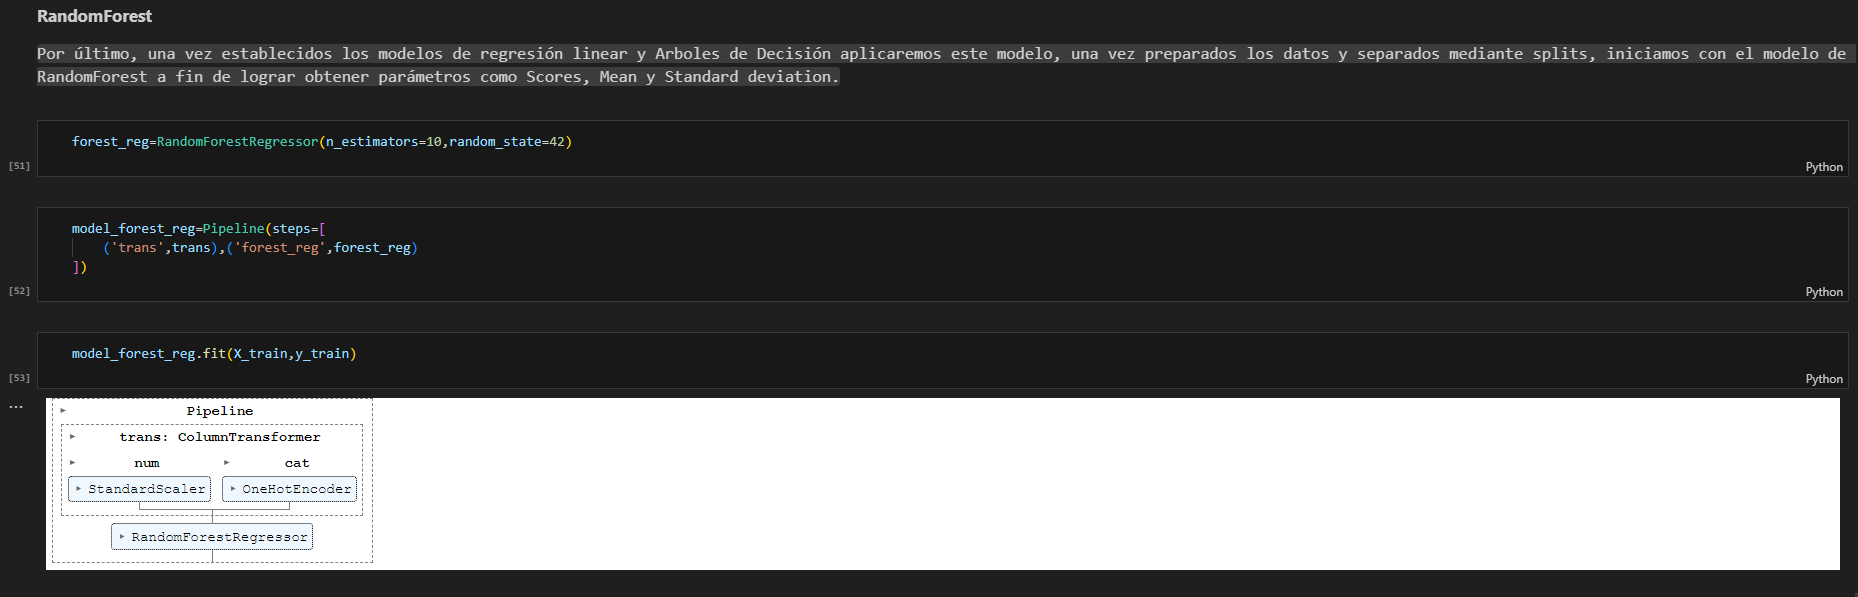 RandomForest
Por último, una vez establecidos los modelos de regresión linear y Arboles de Decisión aplicaremos este modelo, una vez preparados los datos y separados mediante splits, iniciamos con el modelo de
RandomForest a fin de lograr obtener parámetros como Scores, Mean y Standard deviation.
forest_reg=RandomForestRegressor(n_estimators=10,random_state=42)
[51]
Python
model_forest_reg=Pipeline(steps=[
('trans',trans),('forest_reg',forest_reg)
])
[52]
Python
model_forest_reg.fit(X_train,y_train)
[53]
Python
...
Pipeline
trans: ColumnTransformer
num cat
StandardScaler OneHotEncoder
RandomForestRegressor